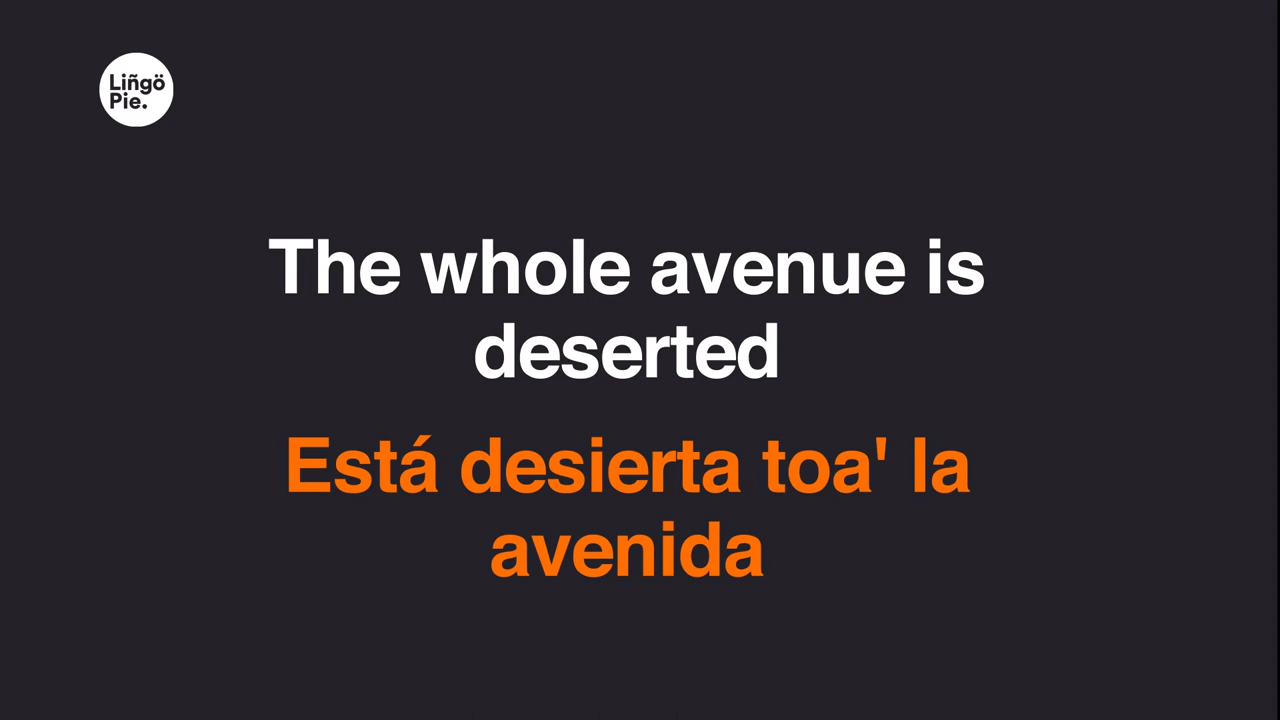 Liñgö
Pie.
The whole avenue is
deserted
Está desierta toa' la
avenida